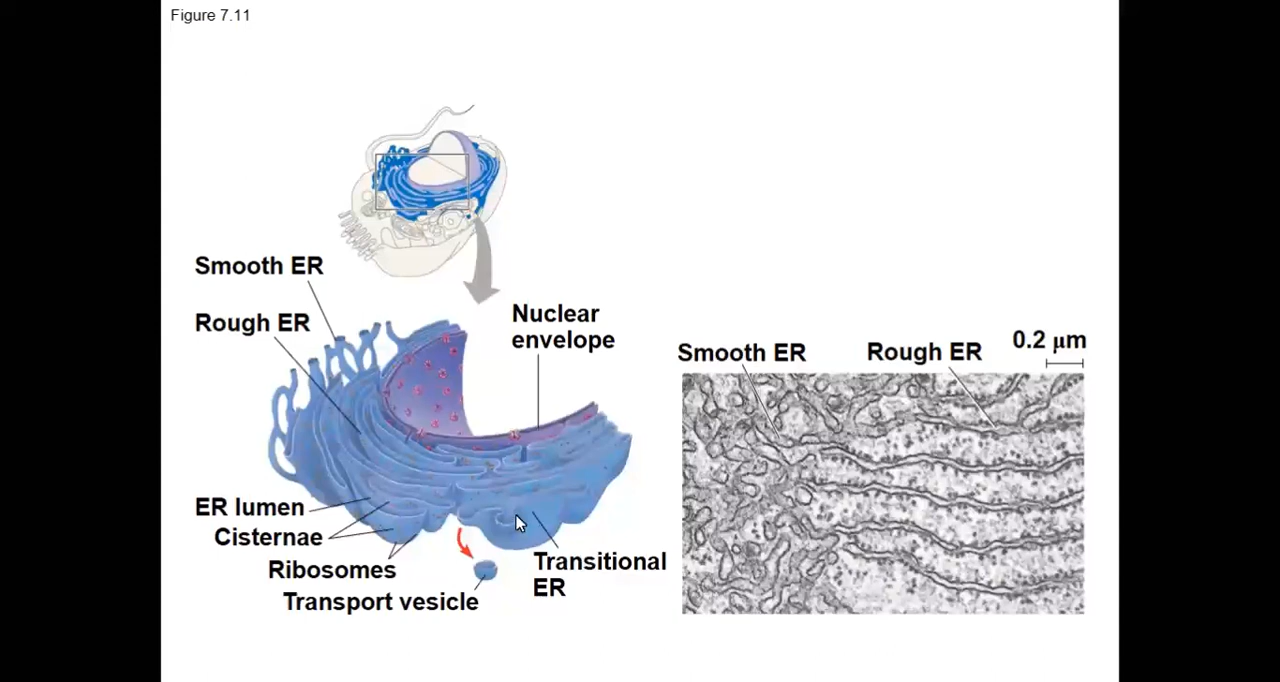 Figure 7.11
Smooth ER
Rough ER
Nuclear
envelope
ER lumen
Cisternae
Ribosomes
Transport vesicle
Transitional
ER
Smooth ER
Rough ER
0.2 μm